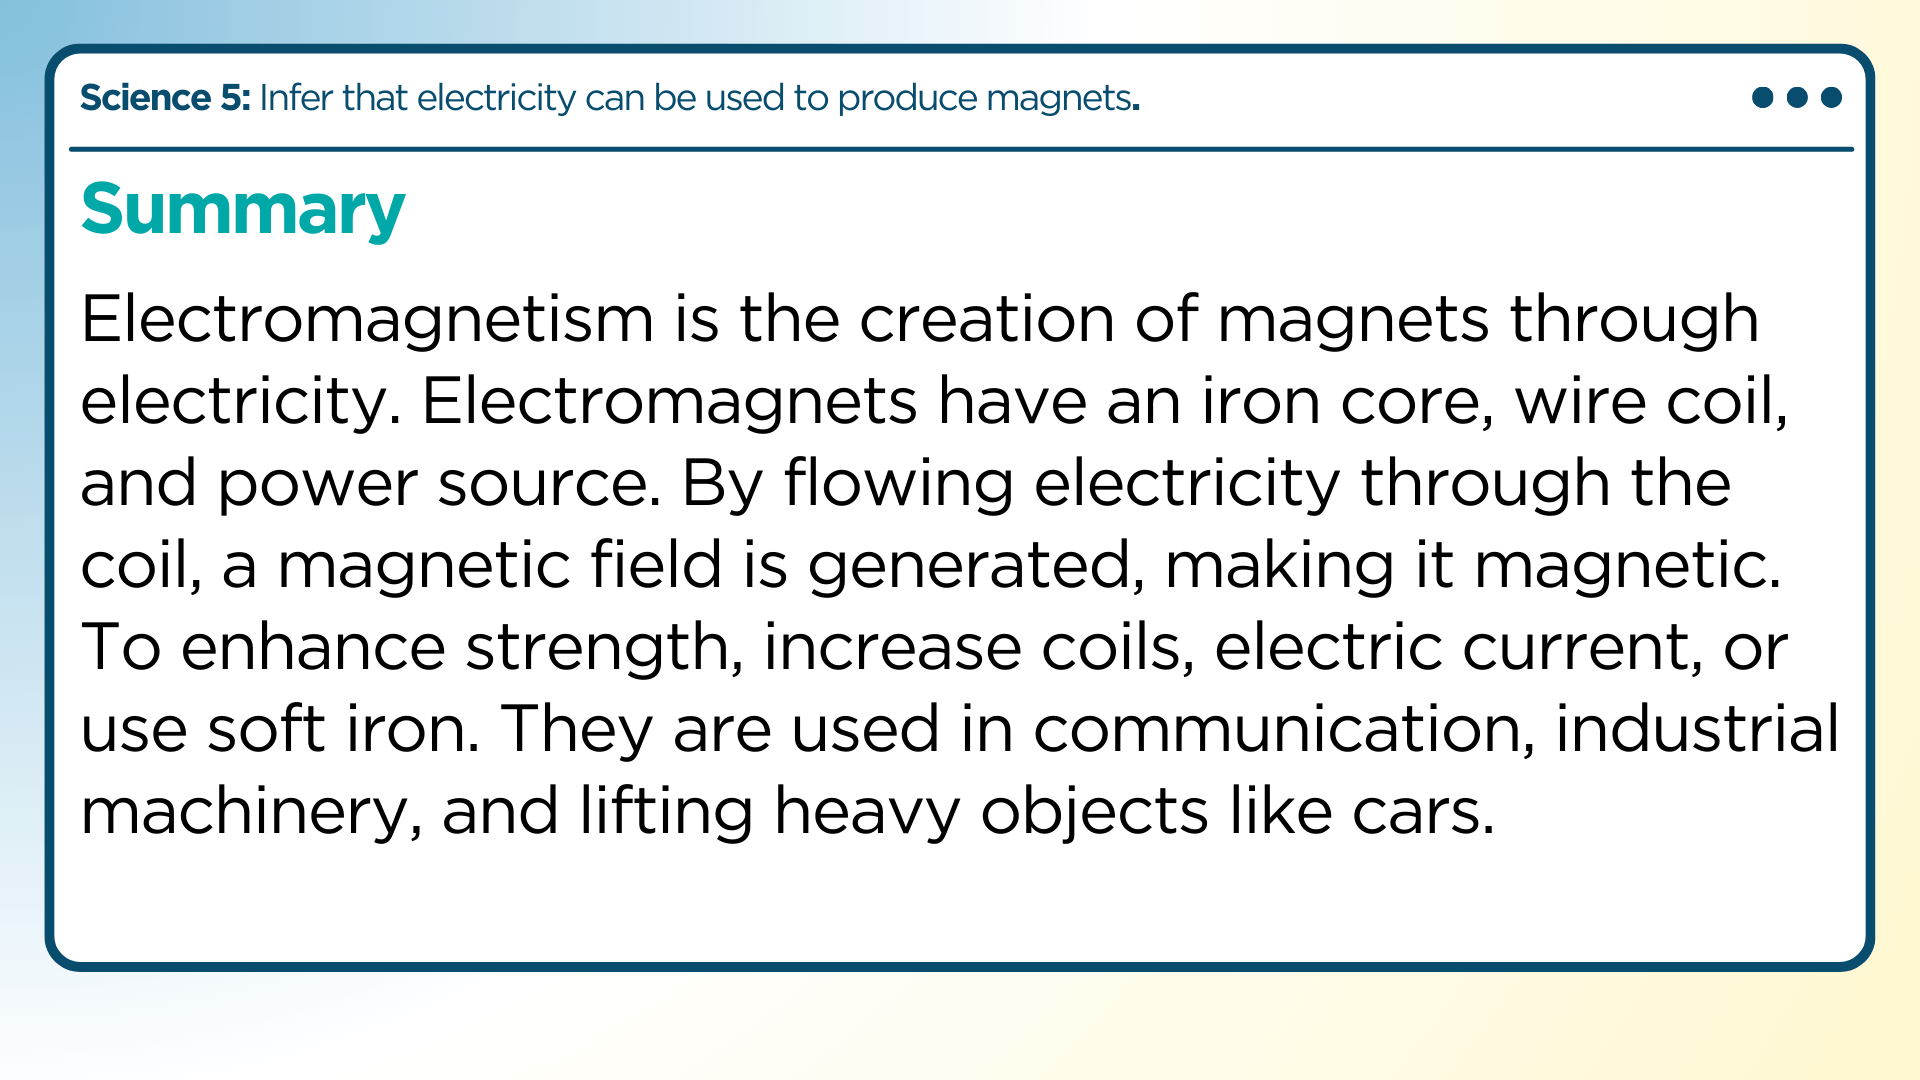 Science 5: Infer that electricity can be used to produce magnets.
Summary
Electromagnetism is the creation of magnets through
electricity. Electromagnets have an iron core, wire coil,
and power source. By flowing electricity through the
coil, a magnetic field is generated, making it magnetic.
To enhance strength, increase coils, electric current, or
use soft iron. They are used in communication, industrial
machinery, and lifting heavy objects like cars.